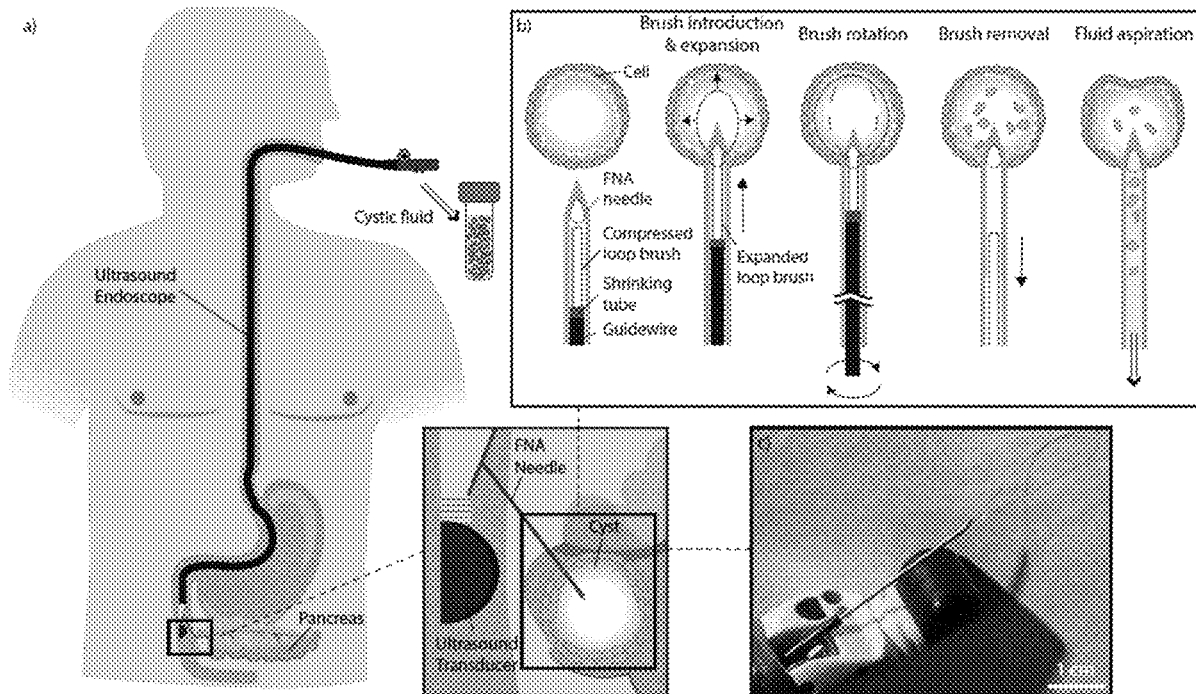 a)
Cystic fluid
Ultrasound
Endoscope
Pancreas
b)
Brush introduction
& expansion
Brush rotation
Brush removal
Fluid aspiration
Cell
FNA
needle
Compressed
loop brush
Shrinking
tube
Guidewire
Expanded
loop brush
FNA
Needle
Cyst
Ultrasound
Transducer
c)